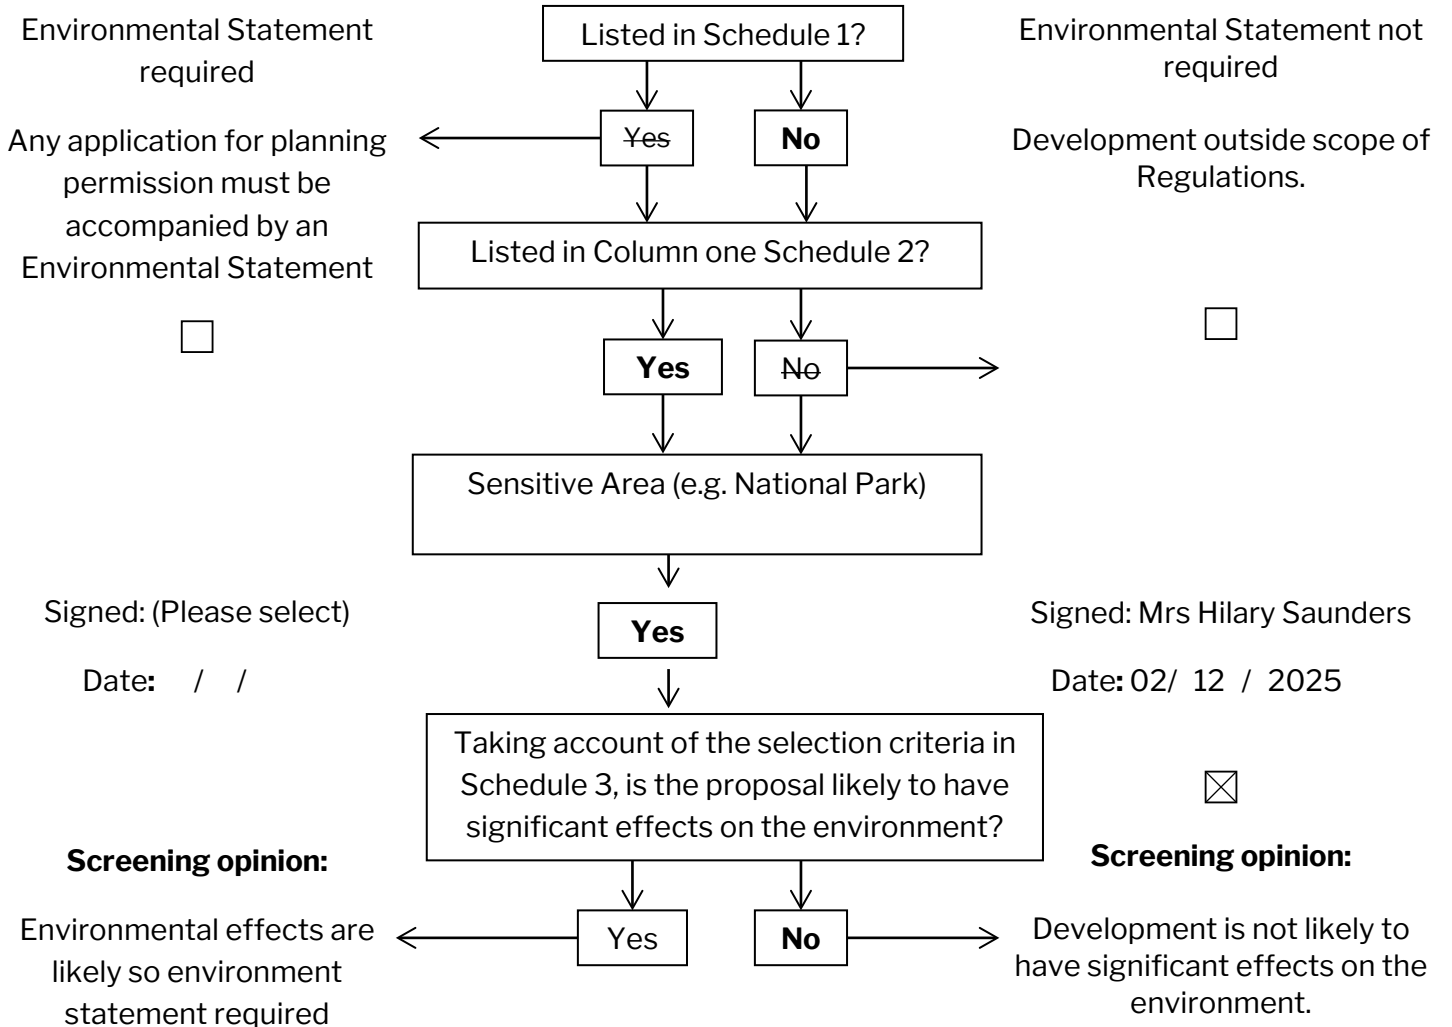 Environmental Statement
required
Any application for planning
permission must be
accompanied by an
Environmental Statement
Listed in Schedule 1?
Yes
No
Environmental Statement not
required
Development outside scope of
Regulations.
Listed in Column one Schedule 2?
Yes
No
Sensitive Area (e.g. National Park)
Yes
Signed: (Please select)
Date: / /
Signed: Mrs Hilary Saunders
Date: 02/ 12 / 2025
Taking account of the selection criteria in
Schedule 3, is the proposal likely to have
significant effects on the environment?
Yes
No
Screening opinion:
Environmental effects are
likely so environment
statement required
Screening opinion:
Development is not likely to
have significant effects on the
environment.